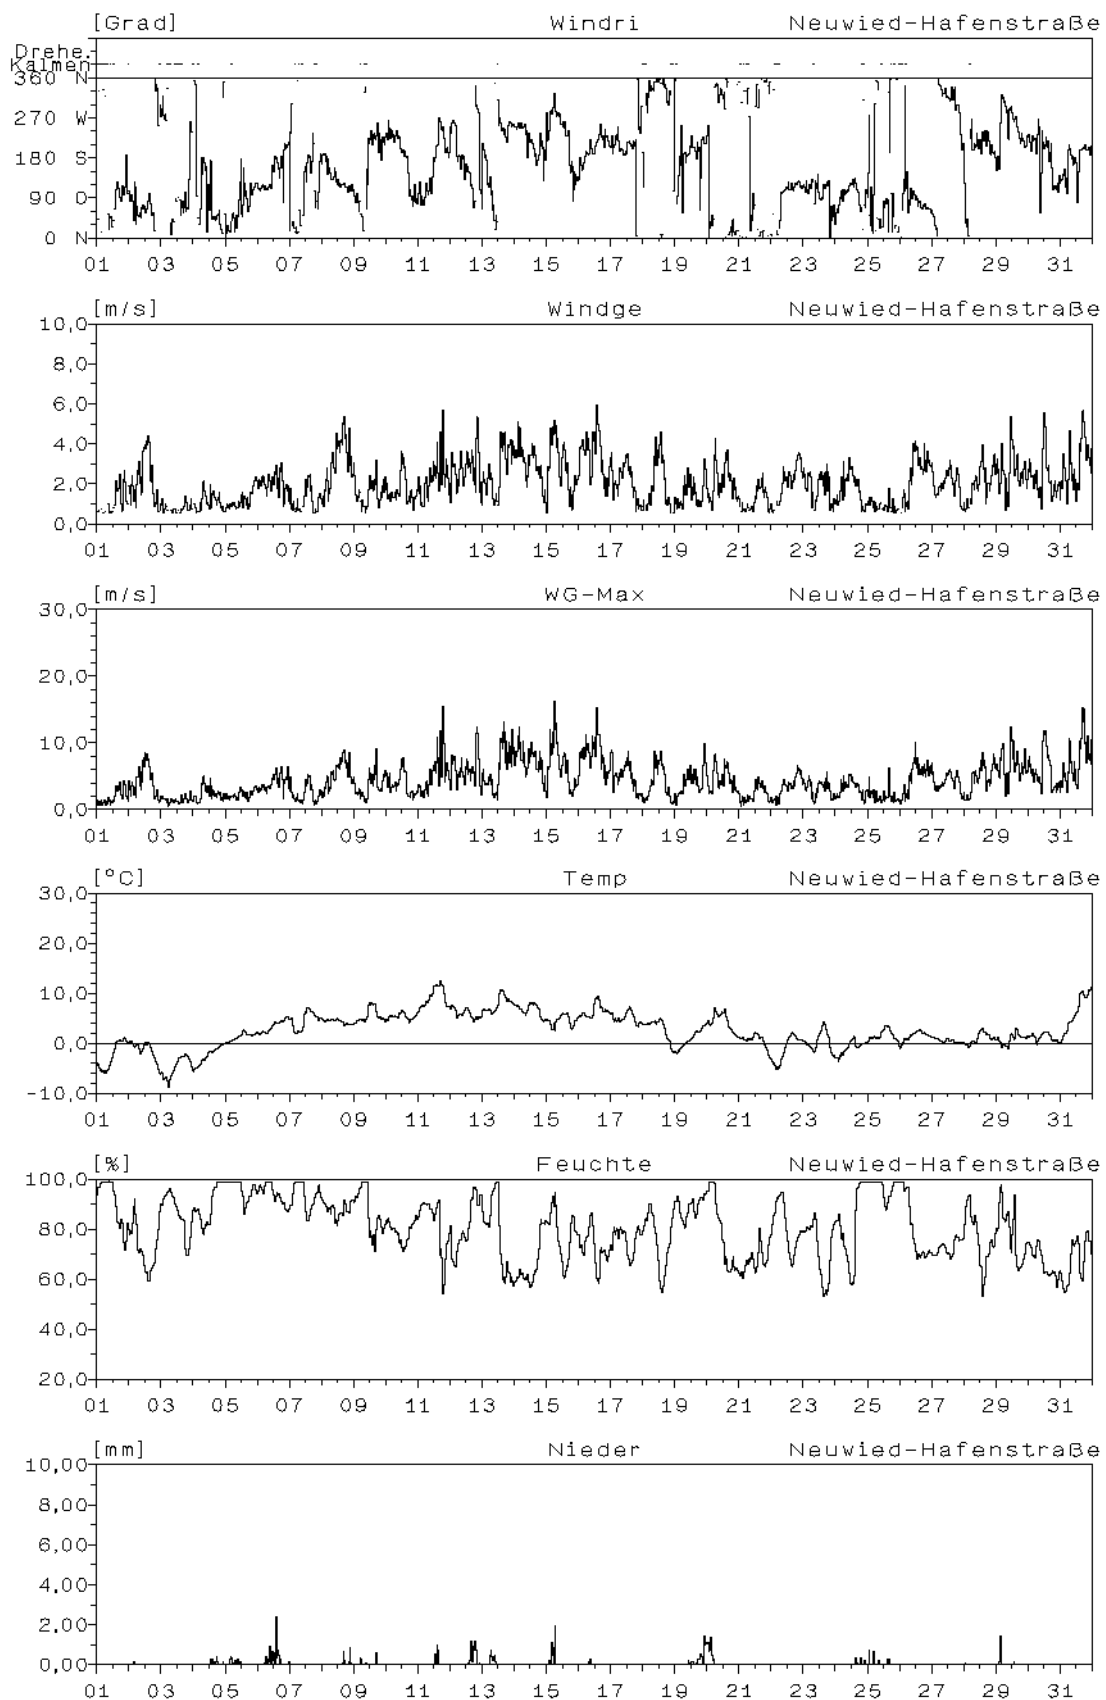 [Grad] Windri Neuwied-Hafenstraße
Drehe.
Kalmen
360 N
270 W
180 S
90 O
0 N
01 03 05 07 09 11 13 15 17 19 21 23 25 27 29 31
[m/s] Windge Neuwied-Hafenstraße
10,0
8,0
6,0
4,0
2,0
0,0
01 03 05 07 09 11 13 15 17 19 21 23 25 27 29 31
[m/s] WG-Max Neuwied-Hafenstraße
30,0
20,0
10,0
0,0
01 03 05 07 09 11 13 15 17 19 21 23 25 27 29 31
[°C] Temp Neuwied-Hafenstraße
30,0
20,0
10,0
0,0
-10,0
01 03 05 07 09 11 13 15 17 19 21 23 25 27 29 31
[%] Feuchte Neuwied-Hafenstraße
100,0
80,0
60,0
40,0
20,0
01 03 05 07 09 11 13 15 17 19 21 23 25 27 29 31
[mm] Nieder Neuwied-Hafenstraße
10,00
8,00
6,00
4,00
2,00
0,00
01 03 05 07 09 11 13 15 17 19 21 23 25 27 29 31